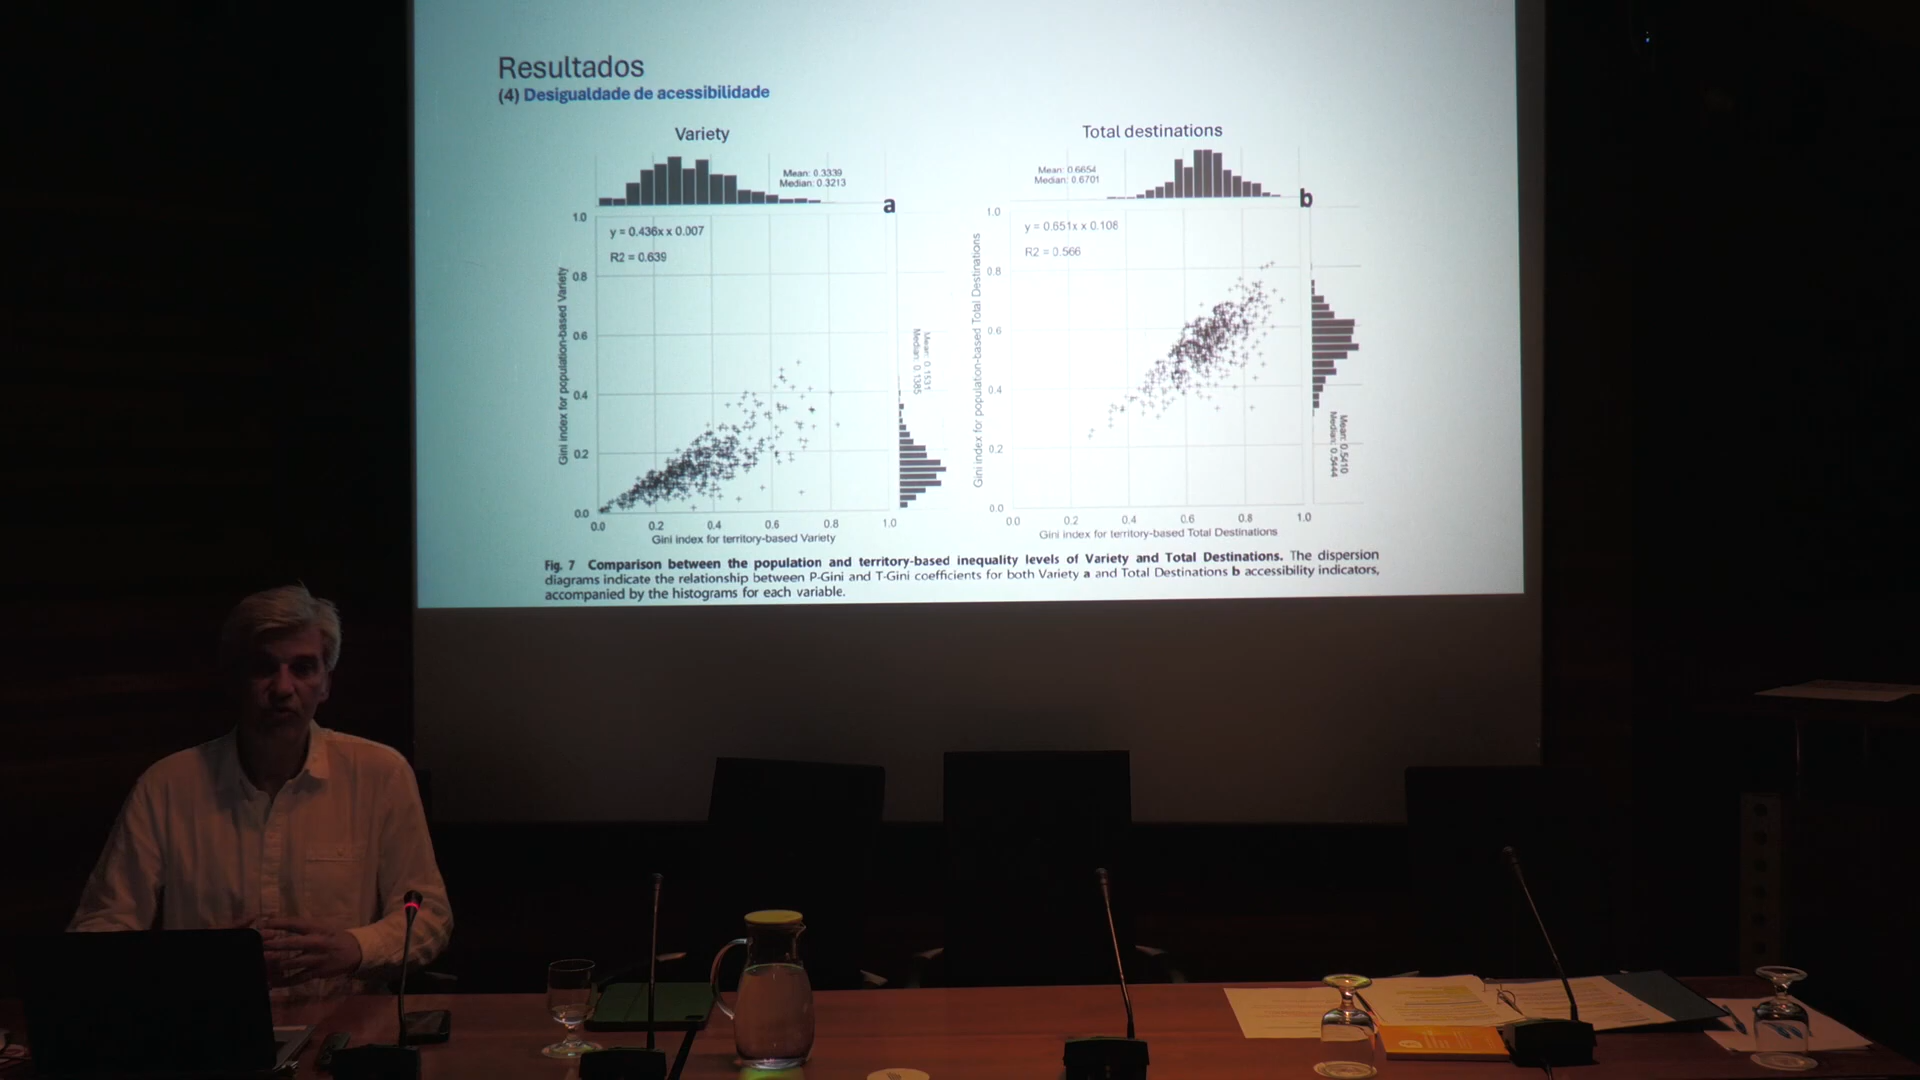 Resultados
(4) Desigualdade de acessibilidade
Variety
Mean: 0.3339
Median: 0.3213
a
y = 0.436x x 0.007
R2 = 0.639
1.0
0.8
0.6
0.4
0.2
0.0
Gini index for population-based Variety
0.0 0.2 0.4 0.6 0.8 1.0
Gini index for territory-based Variety
Mean: 0.1531
Median: 0.1385
Total destinations
Mean: 0.6654
Median: 0.6701
b
y = 0.651x x 0.108
R2 = 0.566
1.0
0.8
0.6
0.4
0.2
0.0
Gini index for population-based Total Destinations
0.0 0.2 0.4 0.6 0.8 1.0
Gini index for territory-based Total Destinations
Mean: 0.5410
Median: 0.5444
Fig. 7 Comparison between the population and territory-based inequality levels of Variety and Total Destinations. The dispersion
diagrams indicate the relationship between P-Gini and T-Gini coefficients for both Variety a and Total Destinations b accessibility indicators,
accompanied by the histograms for each variable.